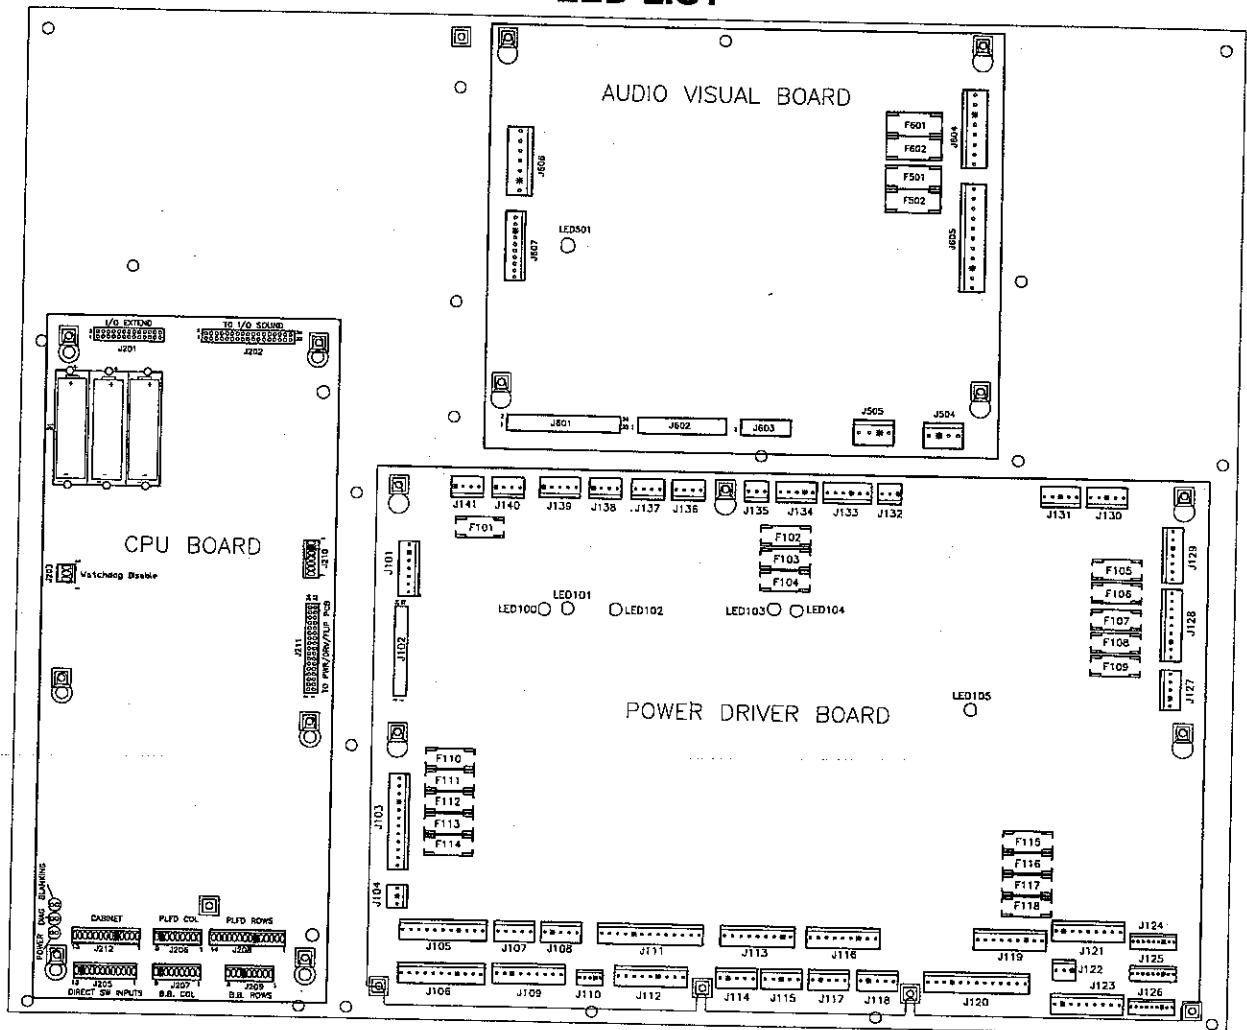 AUDIO VISUAL BOARD
F601
F602
F501
F502
J604
J605
J606
J507
LED501
J601
J602
J603
J505
J504
I/O EXTEND
J201
TO I/O SOUND
J202
CPU BOARD
J203
Watchdog Disable
J210
J211
TO PWR/DRV/FLIP PCB
POWER
DIAG
BLANKING
CABINET
J212
PLFD COL
J206
PLFD ROWS
J208
J205
DIRECT SW INPUTS
J207
B.B. COL
J209
B.B. ROWS
J141
J140
J139
J138
J137
J136
J135
J134
J133
J132
J131
J130
F101
F102
F103
F104
J101
J102
LED100
LED101
LED102
LED103
LED104
F105
F106
F107
F108
F109
J129
J128
J127
LED105
POWER DRIVER BOARD
F110
F111
F112
F113
F114
J103
J104
F115
F116
F117
F118
J105
J107
J108
J111
J113
J116
J119
J121
J124
J125
J122
J123
J126
J106
J109
J110
J112
J114
J115
J117
J118
J120